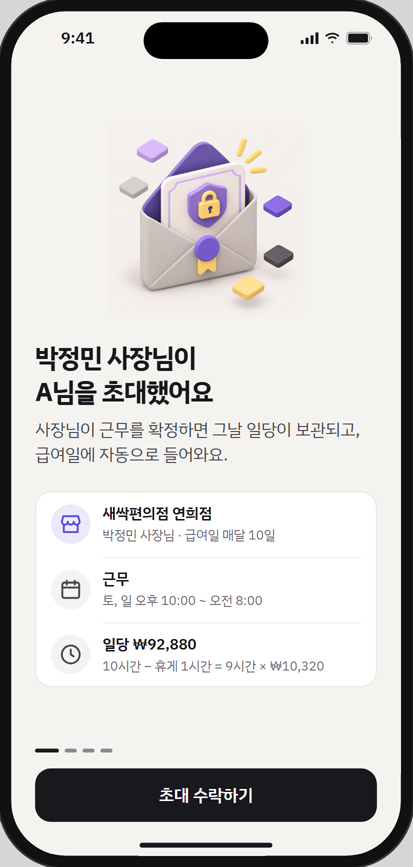 9:41
박정민 사장님이
A님을 초대했어요
사장님이 근무를 확정하면 그날 일당이 보관되고,
급여일에 자동으로 들어와요.
새싹편의점 연희점
박정민 사장님 · 급여일 매달 10일
근무
토, 일 오후 10:00 ~ 오전 8:00
일당 ₩92,880
10시간 − 휴게 1시간 = 9시간 × ₩10,320
초대 수락하기